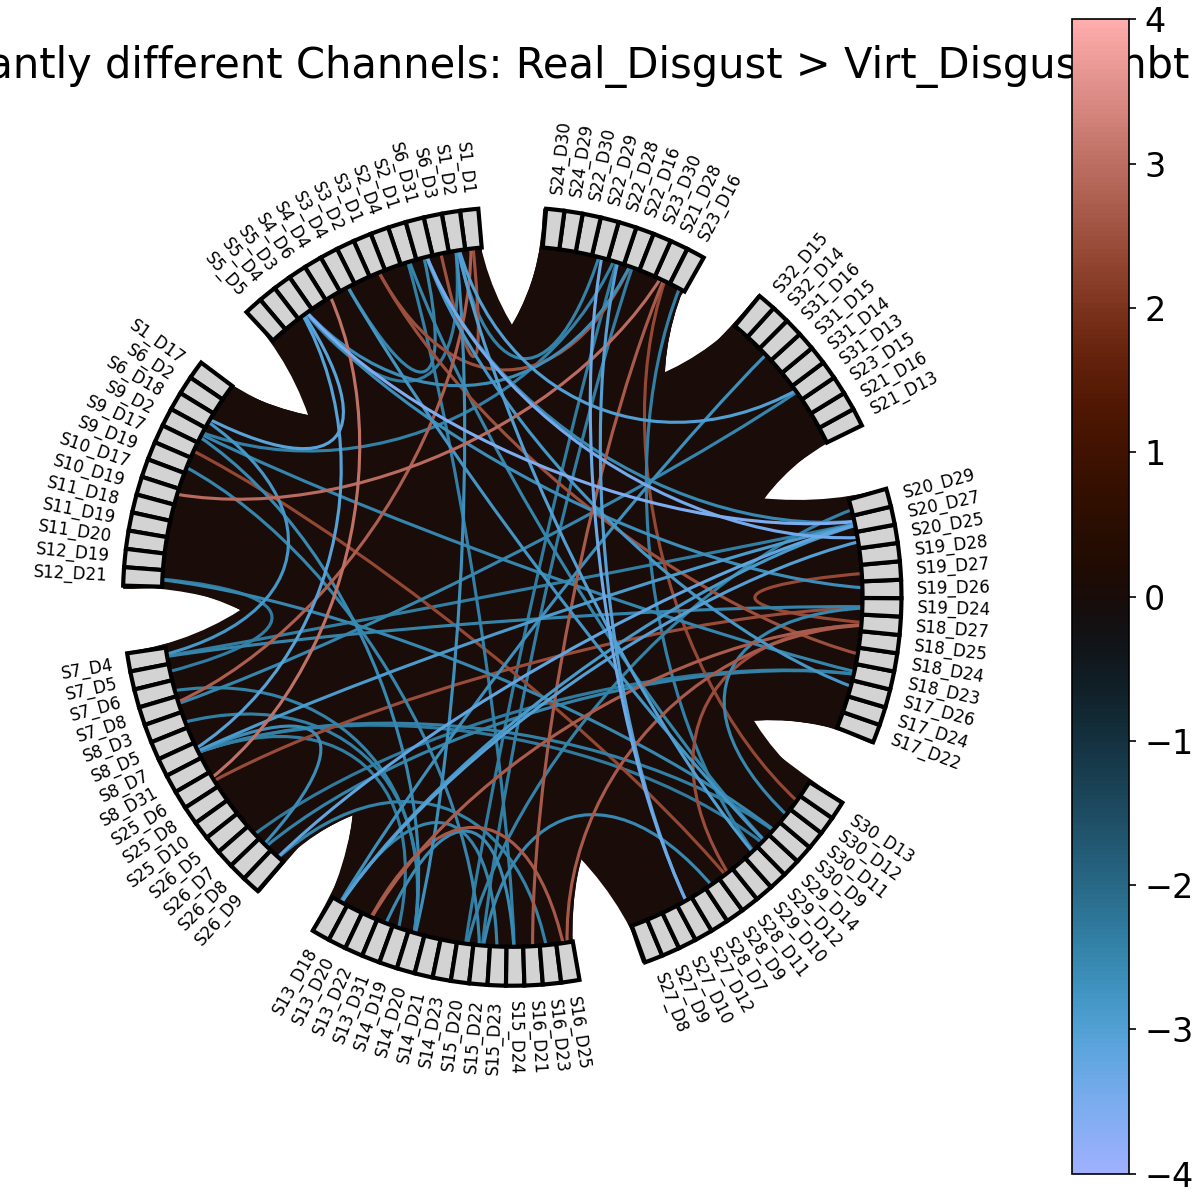 antly different Channels: Real_Disgust > Virt_Disgus nbt
4
3
2
1
0
−1
−2
−3
−4
S1_D1
S1_D2
S6_D3
S6_D31
S2_D1
S2_D4
S3_D1
S3_D2
S3_D4
S4_D4
S4_D6
S5_D3
S5_D4
S5_D5
S1_D17
S6_D2
S6_D18
S9_D2
S9_D17
S9_D19
S10_D17
S10_D19
S11_D18
S11_D19
S11_D20
S12_D19
S12_D21
S7_D4
S7_D5
S7_D6
S7_D8
S8_D3
S8_D5
S8_D7
S8_D31
S25_D6
S25_D8
S25_D10
S26_D5
S26_D7
S26_D8
S26_D9
S13_D18
S13_D20
S13_D22
S13_D31
S14_D19
S14_D20
S14_D21
S14_D23
S15_D20
S15_D22
S15_D23
S15_D24
S16_D21
S16_D23
S16_D25
S27_D8
S27_D9
S27_D10
S27_D12
S28_D7
S28_D9
S28_D11
S29_D10
S29_D12
S29_D14
S30_D9
S30_D11
S30_D12
S30_D13
S17_D22
S17_D24
S17_D26
S18_D23
S18_D24
S18_D25
S18_D27
S19_D24
S19_D26
S19_D27
S19_D28
S20_D25
S20_D27
S20_D29
S21_D13
S21_D16
S23_D15
S31_D13
S31_D14
S31_D15
S31_D16
S32_D14
S32_D15
S23_D16
S21_D28
S23_D30
S22_D16
S22_D28
S22_D29
S22_D30
S24_D29
S24_D30